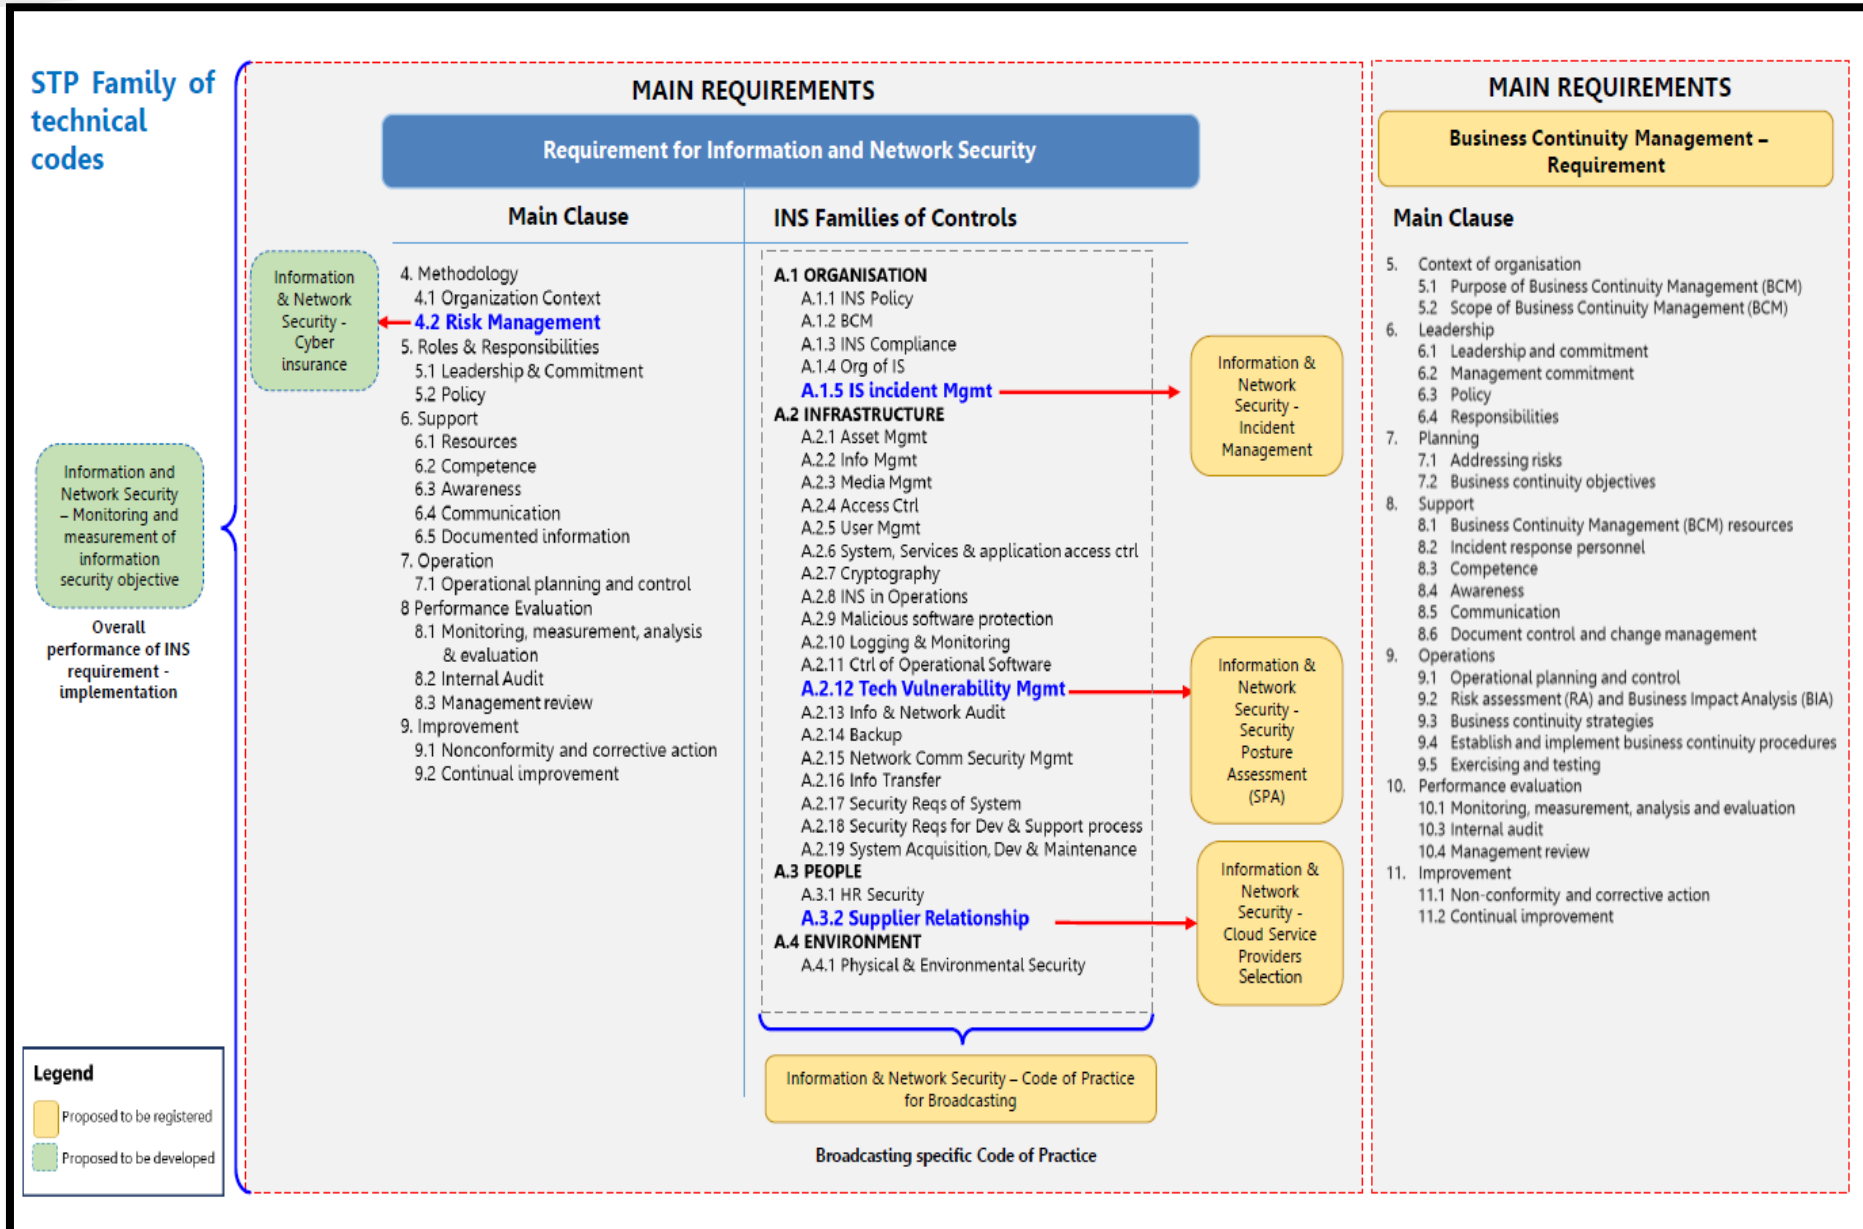 STP Family of
technical
codes
MAIN REQUIREMENTS
Requirement for Information and Network Security
Main Clause
INS Families of Controls
Information
& Network
Security -
Cyber
insurance
4. Methodology
4.1 Organization Context
4.2 Risk Management
5. Roles & Responsibilities
5.1 Leadership & Commitment
5.2 Policy
6. Support
6.1 Resources
6.2 Competence
6.3 Awareness
6.4 Communication
6.5 Documented information
7. Operation
7.1 Operational planning and control
8 Performance Evaluation
8.1 Monitoring, measurement, analysis
& evaluation
8.2 Internal Audit
8.3 Management review
9. Improvement
9.1 Nonconformity and corrective action
9.2 Continual improvement
A.1 ORGANISATION
A.1.1 INS Policy
A.1.2 BCM
A.1.3 INS Compliance
A.1.4 Org of IS
A.1.5 IS incident Mgmt
A.2 INFRASTRUCTURE
A.2.1 Asset Mgmt
A.2.2 Info Mgmt
A.2.3 Media Mgmt
A.2.4 Access Ctrl
A.2.5 User Mgmt
A.2.6 System, Services & application access ctrl
A.2.7 Cryptography
A.2.8 INS in Operations
A.2.9 Malicious software protection
A.2.10 Logging & Monitoring
A.2.11 Ctrl of Operational Software
A.2.12 Tech Vulnerability Mgmt
A.2.13 Info & Network Audit
A.2.14 Backup
A.2.15 Network Comm Security Mgmt
A.2.16 Info Transfer
A.2.17 Security Reqs of System
A.2.18 Security Reqs for Dev & Support process
A.2.19 System Acquisition, Dev & Maintenance
A.3 PEOPLE
A.3.1 HR Security
A.3.2 Supplier Relationship
A.4 ENVIRONMENT
A.4.1 Physical & Environmental Security
Information &
Network
Security -
Incident
Management
Information &
Network
Security -
Security
Posture
Assessment
(SPA)
Information &
Network
Security -
Cloud Service
Providers
Selection
Information & Network Security – Code of Practice
for Broadcasting
Broadcasting specific Code of Practice
Information and
Network Security
– Monitoring and
measurement of
information
security objective
Overall
performance of INS
requirement -
implementation
Legend
Proposed to be registered
Proposed to be developed
MAIN REQUIREMENTS
Business Continuity Management –
Requirement
Main Clause
5. Context of organisation
5.1 Purpose of Business Continuity Management (BCM)
5.2 Scope of Business Continuity Management (BCM)
6. Leadership
6.1 Leadership and commitment
6.2 Management commitment
6.3 Policy
6.4 Responsibilities
7. Planning
7.1 Addressing risks
7.2 Business continuity objectives
8. Support
8.1 Business Continuity Management (BCM) resources
8.2 Incident response personnel
8.3 Competence
8.4 Awareness
8.5 Communication
8.6 Document control and change management
9. Operations
9.1 Operational planning and control
9.2 Risk assessment (RA) and Business Impact Analysis (BIA)
9.3 Business continuity strategies
9.4 Establish and implement business continuity procedures
9.5 Exercising and testing
10. Performance evaluation
10.1 Monitoring, measurement, analysis and evaluation
10.3 Internal audit
10.4 Management review
11. Improvement
11.1 Non-conformity and corrective action
11.2 Continual improvement